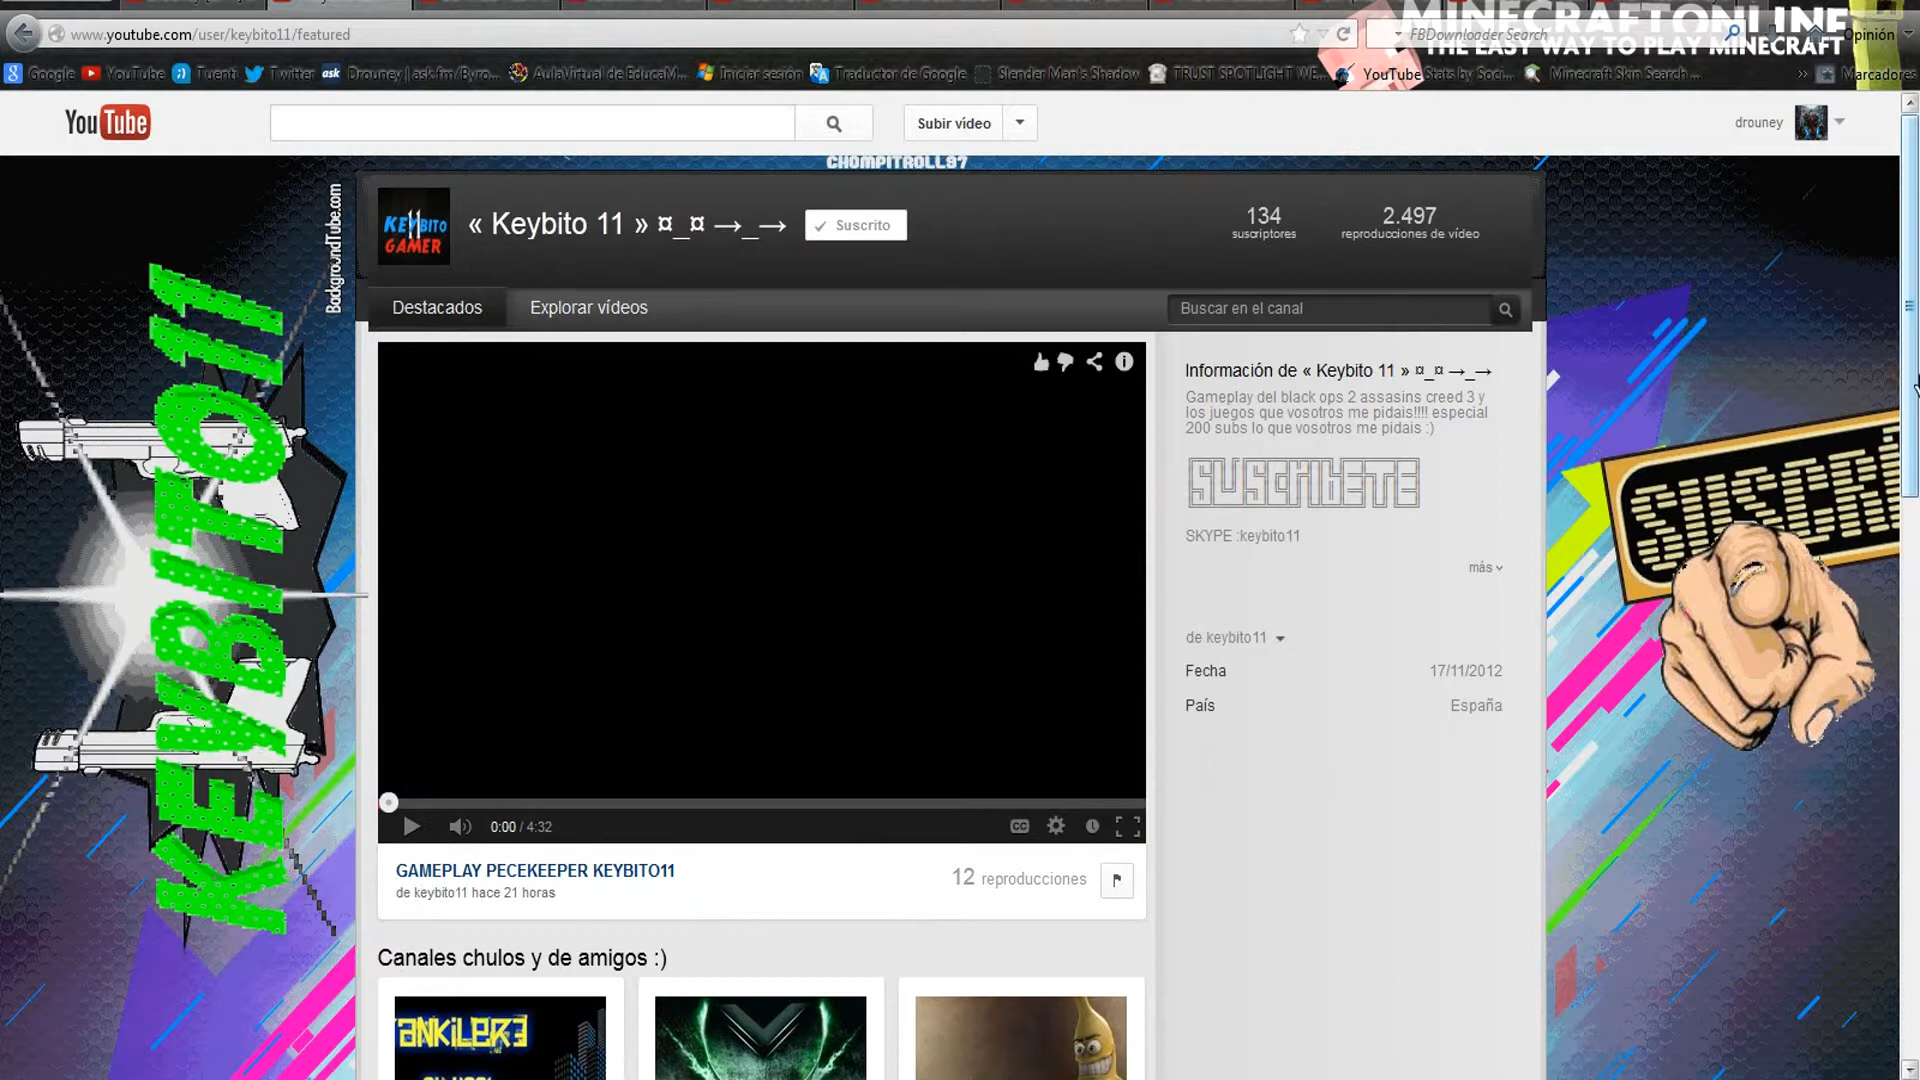 MINECRAFTONLINE
THE EASY WAY TO PLAY MINECRAFT
www.youtube.com/user/keybito11/featured
FBDownloader Search
Opinión
Google
YouTube
Tuenti
Twitter
Drouney | ask.fm/Byro...
AulaVirtual de EducaM...
Iniciar sesión
Traductor de Google
Slender Man's Shadow
TRUST SPOTLIGHT WE...
YouTube Stats by Soci...
Minecraft Skin Search ...
Marcadores
YouTube
Subir vídeo
drouney
CHOMPITROLL97
BackgroundTube.com
KEYBITO11
KEYBITO
11
GAMER
« Keybito 11 » ¤_¤ →_→
Suscrito
134
suscriptores
2.497
reproducciones de vídeo
Destacados
Explorar vídeos
Buscar en el canal
Información de « Keybito 11 » ¤_¤ →_→
Gameplay del black ops 2 assasins creed 3 y
los juegos que vosotros me pidais!!!! especial
200 subs lo que vosotros me pidais :)
SUSCRIBETE
SKYPE :keybito11
más
de keybito11
Fecha 17/11/2012
País España
SUSCRI
0:00 / 4:32
CC
GAMEPLAY PECEKEEPER KEYBITO11
de keybito11 hace 21 horas
12 reproducciones
Canales chulos y de amigos :)
ANKILER3